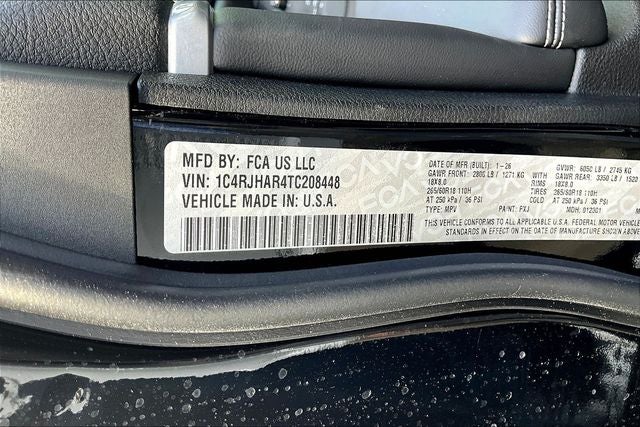 MFD BY: FCA US LLC
VIN: 1C4RJHAR4TC208448
VEHICLE MADE IN: U.S.A.
DATE OF MFR (BUILT): 1-26 GVWR: 6050 LB / 2745 KG
GAWR FRONT: 2800 LB / 1271 KG WITH GAWR REAR: 3350 LB / 1520
18X8.0 RIMS 18X8.0
265/60R18 110H TIRES 265/60R18 110H
AT 250 kPa / 36 PSI COLD AT 250 kPa / 36 PSI
TYPE: MPV PAINT: PXJ MDH: 012301
THIS VEHICLE CONFORMS TO ALL APPLICABLE U.S.A. FEDERAL MOTOR VEHICLE
STANDARDS IN EFFECT ON THE DATE OF MANUFACTURE SHOWN ABOVE